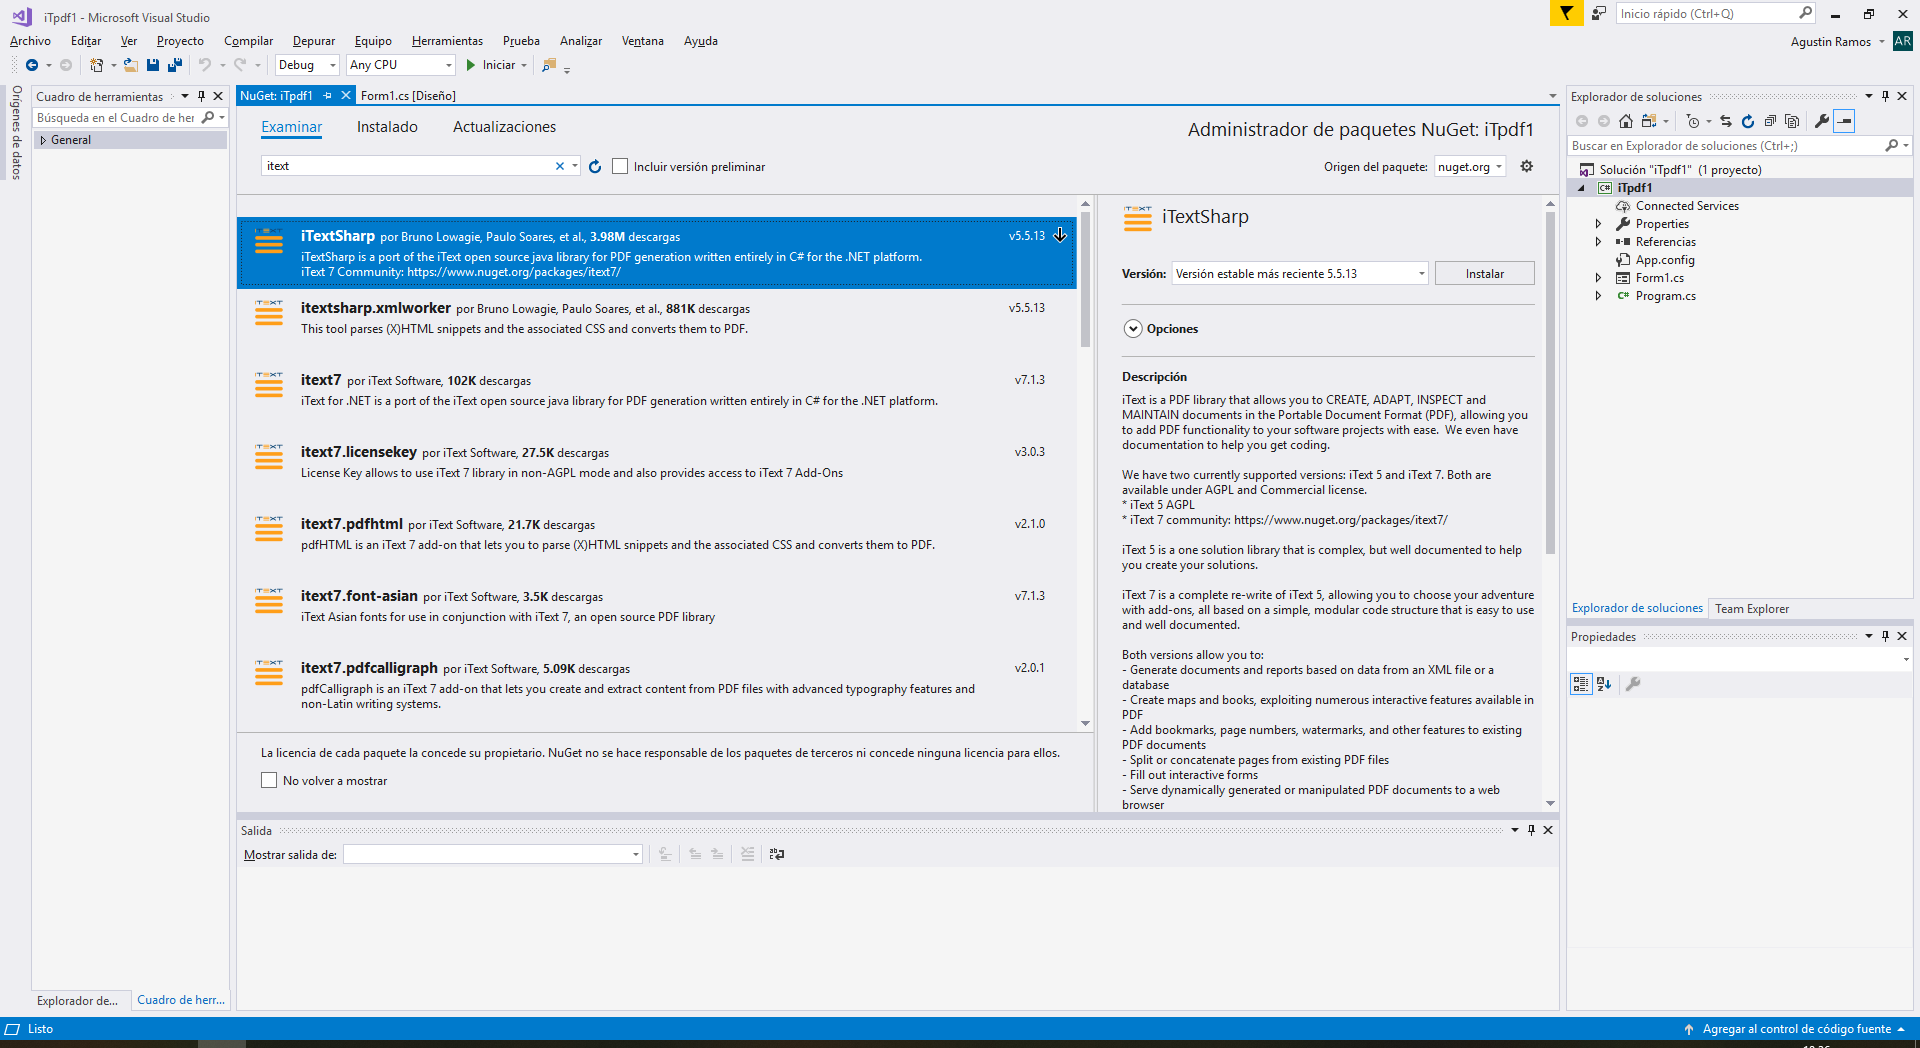 iTpdf1 - Microsoft Visual Studio
Inicio rápido (Ctrl+Q)
Archivo Editar Ver Proyecto Compilar Depurar Equipo Herramientas Prueba Analizar Ventana Ayuda
Agustin Ramos AR
Debug Any CPU Iniciar
Orígenes de datos
Cuadro de herramientas
Búsqueda en el Cuadro de her
General
Explorador de... Cuadro de herr...
NuGet: iTpdf1 Form1.cs [Diseño]
Examinar Instalado Actualizaciones
Administrador de paquetes NuGet: iTpdf1
itext
Incluir versión preliminar
Origen del paquete: nuget.org
iTextSharp por Bruno Lowagie, Paulo Soares, et al., 3.98M descargas v5.5.13
iTextSharp is a port of the iText open source java library for PDF generation written entirely in C# for the .NET platform.
iText 7 Community: https://www.nuget.org/packages/itext7/
itextsharp.xmlworker por Bruno Lowagie, Paulo Soares, et al., 881K descargas v5.5.13
This tool parses (X)HTML snippets and the associated CSS and converts them to PDF.
itext7 por iText Software, 102K descargas v7.1.3
iText for .NET is a port of the iText open source java library for PDF generation written entirely in C# for the .NET platform.
itext7.licensekey por iText Software, 27.5K descargas v3.0.3
License Key allows to use iText 7 library in non-AGPL mode and also provides access to iText 7 Add-Ons
itext7.pdfhtml por iText Software, 21.7K descargas v2.1.0
pdfHTML is an iText 7 add-on that lets you to parse (X)HTML snippets and the associated CSS and converts them to PDF.
itext7.font-asian por iText Software, 3.5K descargas v7.1.3
iText Asian fonts for use in conjunction with iText 7, an open source PDF library
itext7.pdfcalligraph por iText Software, 5.09K descargas v2.0.1
pdfCalligraph is an iText 7 add-on that lets you create and extract content from PDF files with advanced typography features and
non-Latin writing systems.
La licencia de cada paquete la concede su propietario. NuGet no se hace responsable de los paquetes de terceros ni concede ninguna licencia para ellos.
No volver a mostrar
iTextSharp
Versión: Versión estable más reciente 5.5.13 Instalar
Opciones
Descripción
iText is a PDF library that allows you to CREATE, ADAPT, INSPECT and
MAINTAIN documents in the Portable Document Format (PDF), allowing you
to add PDF functionality to your software projects with ease. We even have
documentation to help you get coding.
We have two currently supported versions: iText 5 and iText 7. Both are
available under AGPL and Commercial license.
* iText 5 AGPL
* iText 7 community: https://www.nuget.org/packages/itext7/
iText 5 is a one solution library that is complex, but well documented to help
you create your solutions.
iText 7 is a complete re-write of iText 5, allowing you to choose your adventure
with add-ons, all based on a simple, modular code structure that is easy to use
and well documented.
Both versions allow you to:
- Generate documents and reports based on data from an XML file or a
database
- Create maps and books, exploiting numerous interactive features available in
PDF
- Add bookmarks, page numbers, watermarks, and other features to existing
PDF documents
- Split or concatenate pages from existing PDF files
- Fill out interactive forms
- Serve dynamically generated or manipulated PDF documents to a web
browser
Salida
Mostrar salida de:
Explorador de soluciones
Buscar en Explorador de soluciones (Ctrl+;)
Solución "iTpdf1" (1 proyecto)
iTpdf1
Connected Services
Properties
Referencias
App.config
Form1.cs
Program.cs
Explorador de soluciones Team Explorer
Propiedades
Listo
Agregar al control de código fuente